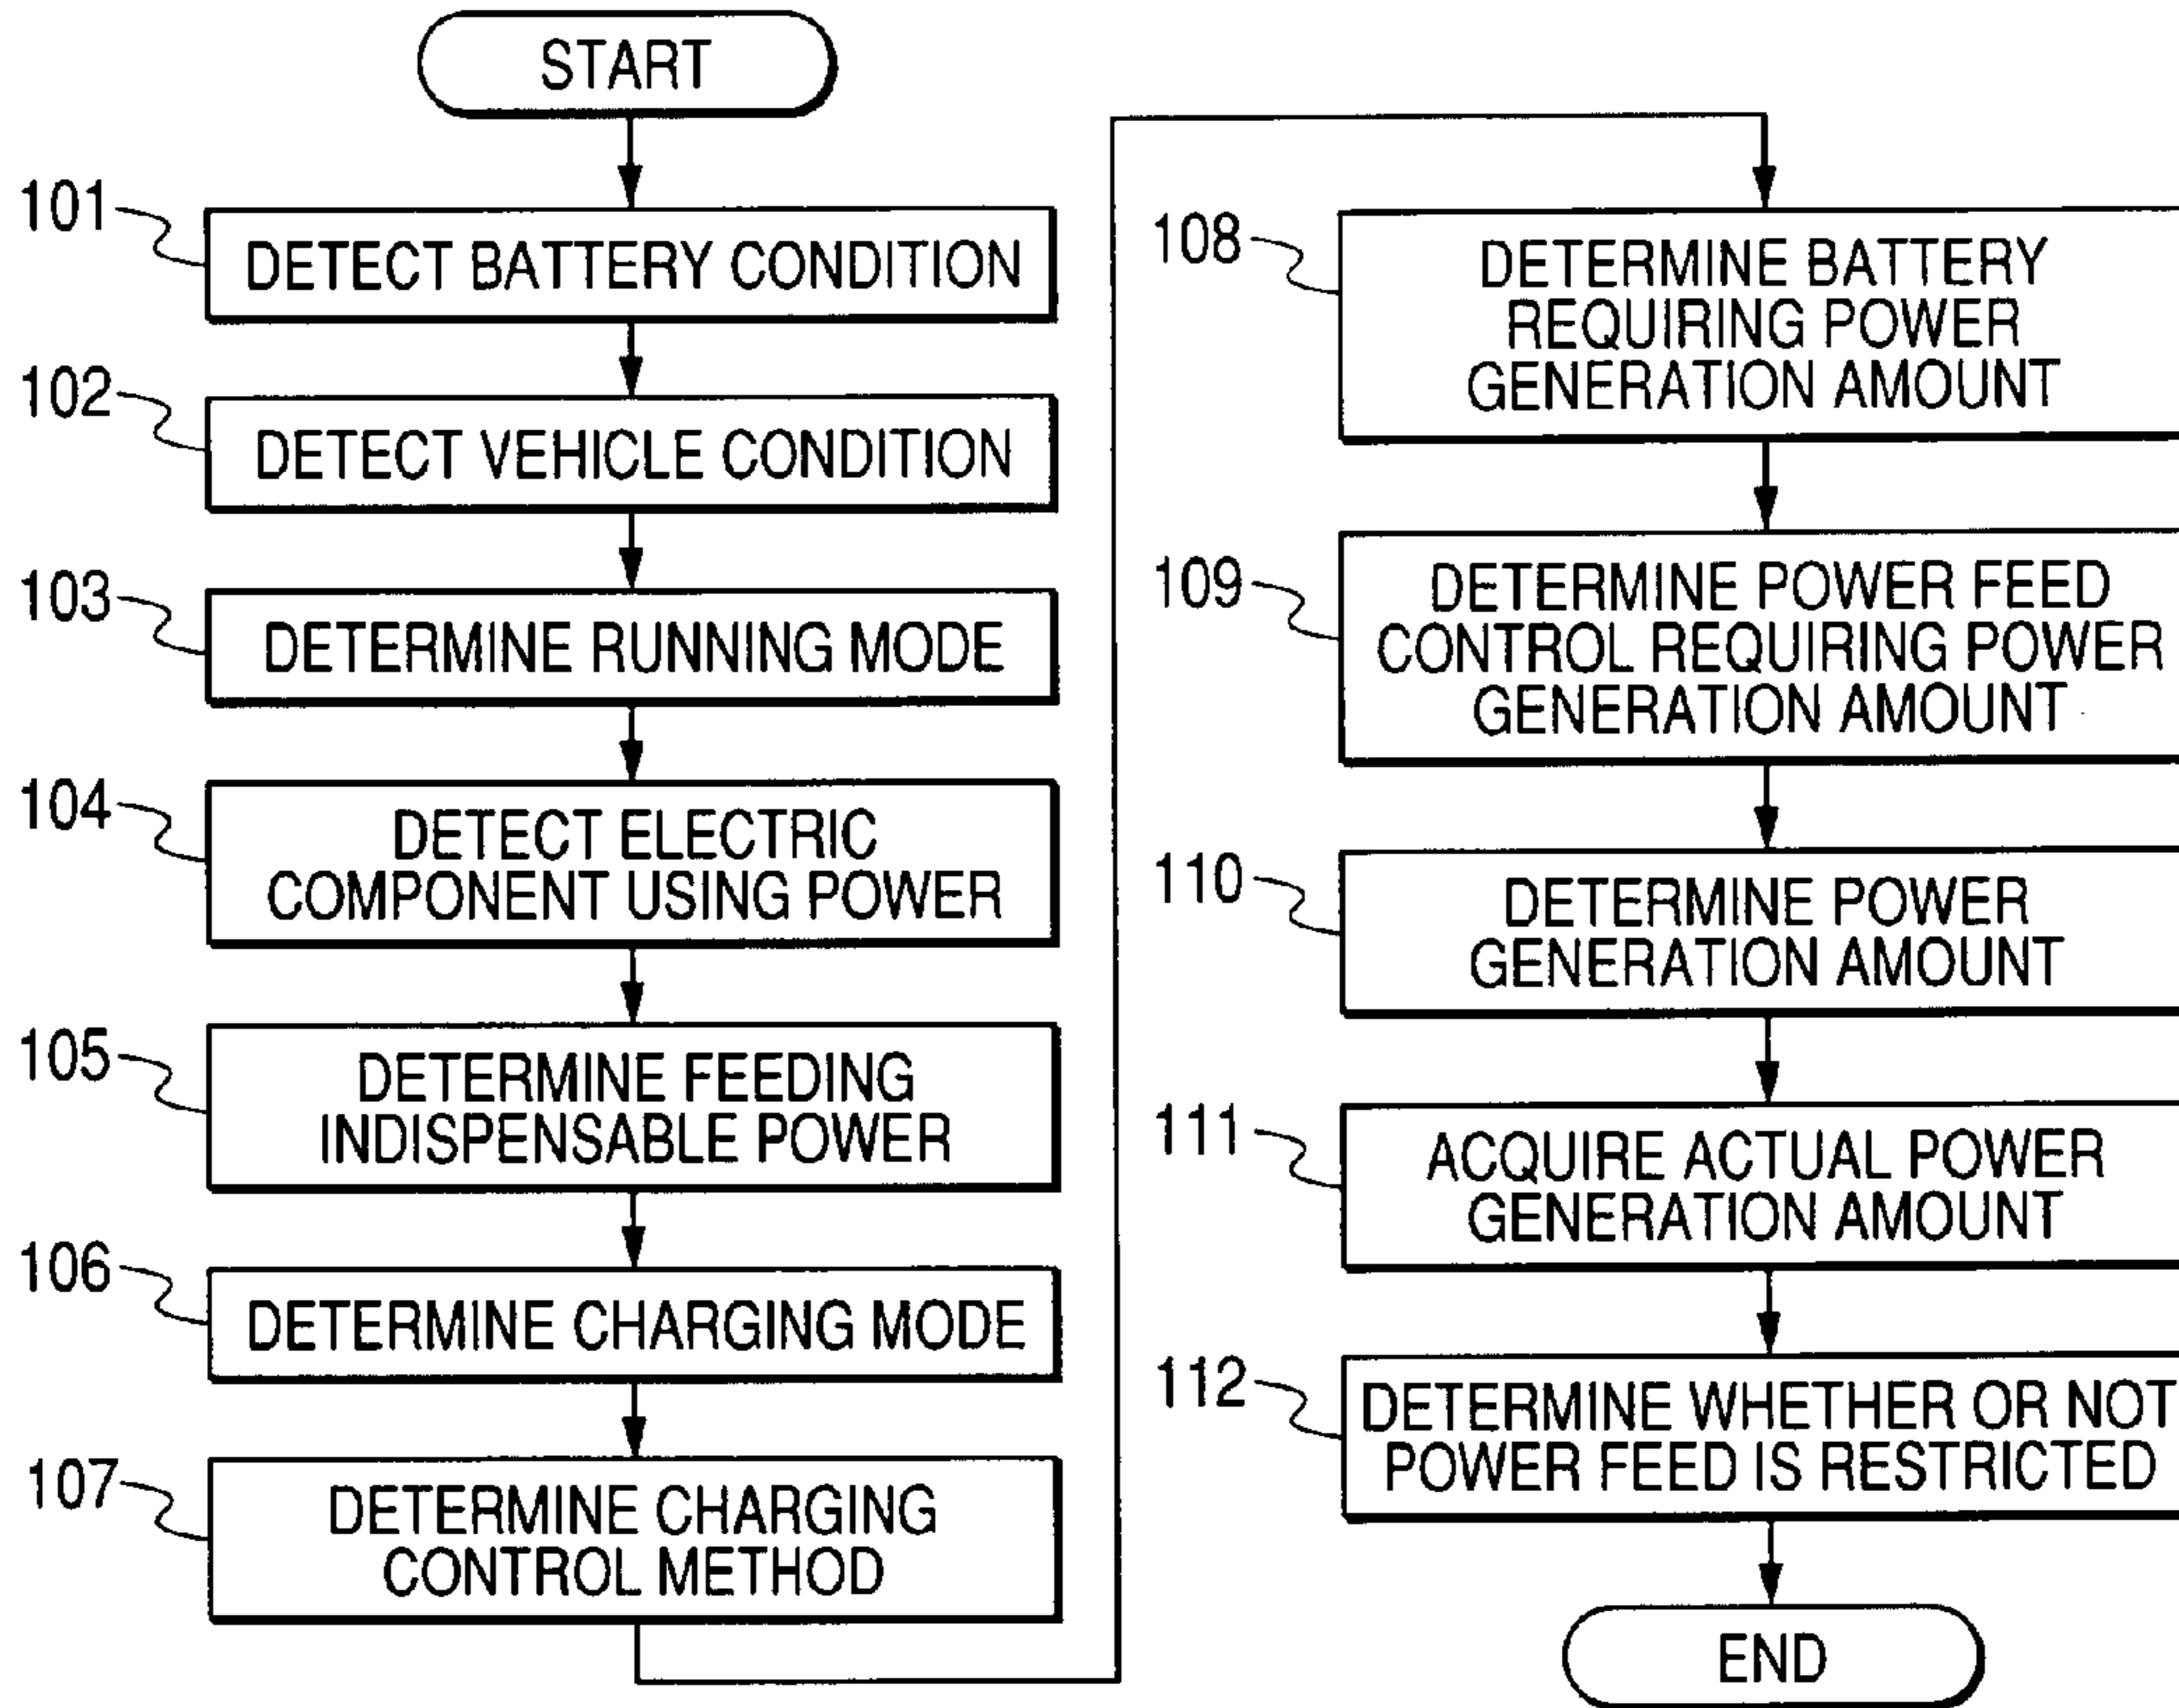 START
101
DETECT BATTERY CONDITION
102
DETECT VEHICLE CONDITION
103
DETERMINE RUNNING MODE
104
DETECT ELECTRIC
COMPONENT USING POWER
105
DETERMINE FEEDING
INDISPENSABLE POWER
106
DETERMINE CHARGING MODE
107
DETERMINE CHARGING
CONTROL METHOD
108
DETERMINE BATTERY
REQUIRING POWER
GENERATION AMOUNT
109
DETERMINE POWER FEED
CONTROL REQUIRING POWER
GENERATION AMOUNT
110
DETERMINE POWER
GENERATION AMOUNT
111
ACQUIRE ACTUAL POWER
GENERATION AMOUNT
112
DETERMINE WHETHER OR NOT
POWER FEED IS RESTRICTED
END